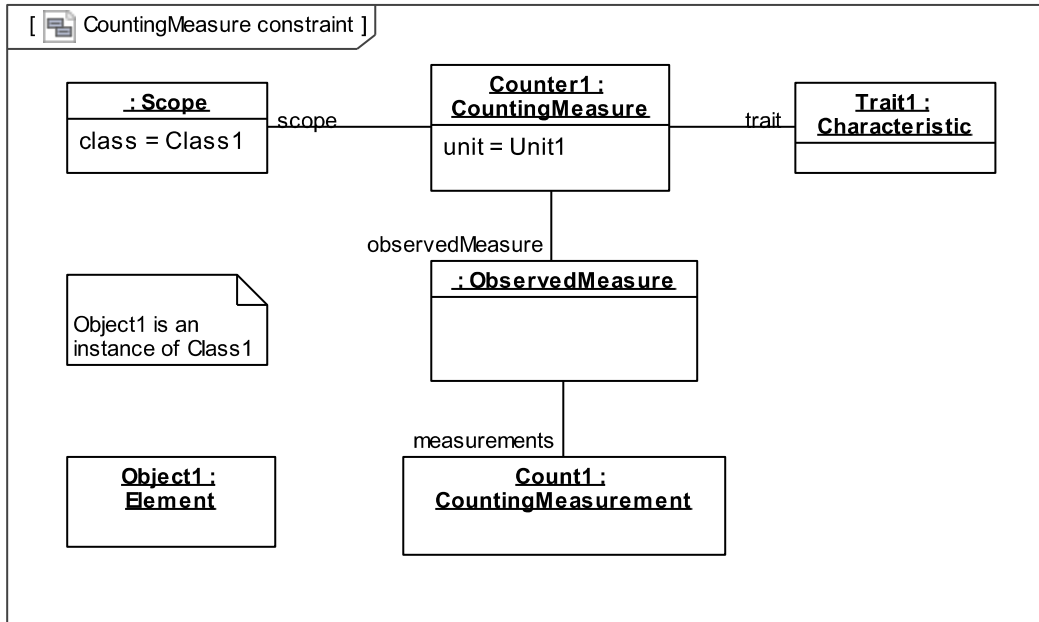 [ CountingMeasure constraint ]
: Scope
class = Class1
scope
Counter1 :
CountingMeasure
unit = Unit1
trait
Trait1 :
Characteristic
observedMeasure
: ObservedMeasure
Object1 is an
instance of Class1
measurements
Object1 :
Element
Count1 :
CountingMeasurement